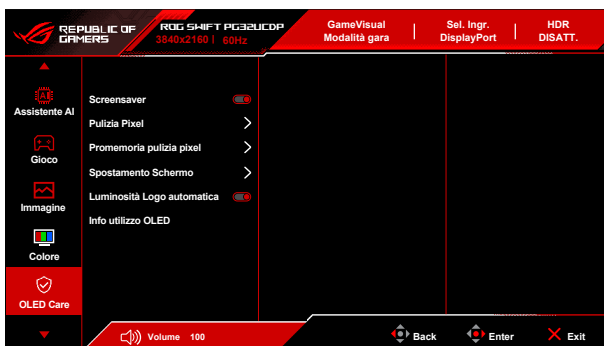 REPUBLIC OF
GAMERS
ROG SWIFT PG32UCDP
3840x2160 | 60Hz
GameVisual
Modalità gara
Sel. Ingr.
DisplayPort
HDR
DISATT.
AI
Assistente AI
Gioco
Immagine
Colore
OLED Care
Screensaver
Pulizia Pixel
Promemoria pulizia pixel
Spostamento Schermo
Luminosità Logo automatica
Info utilizzo OLED
Volume 100
Back
Enter
Exit